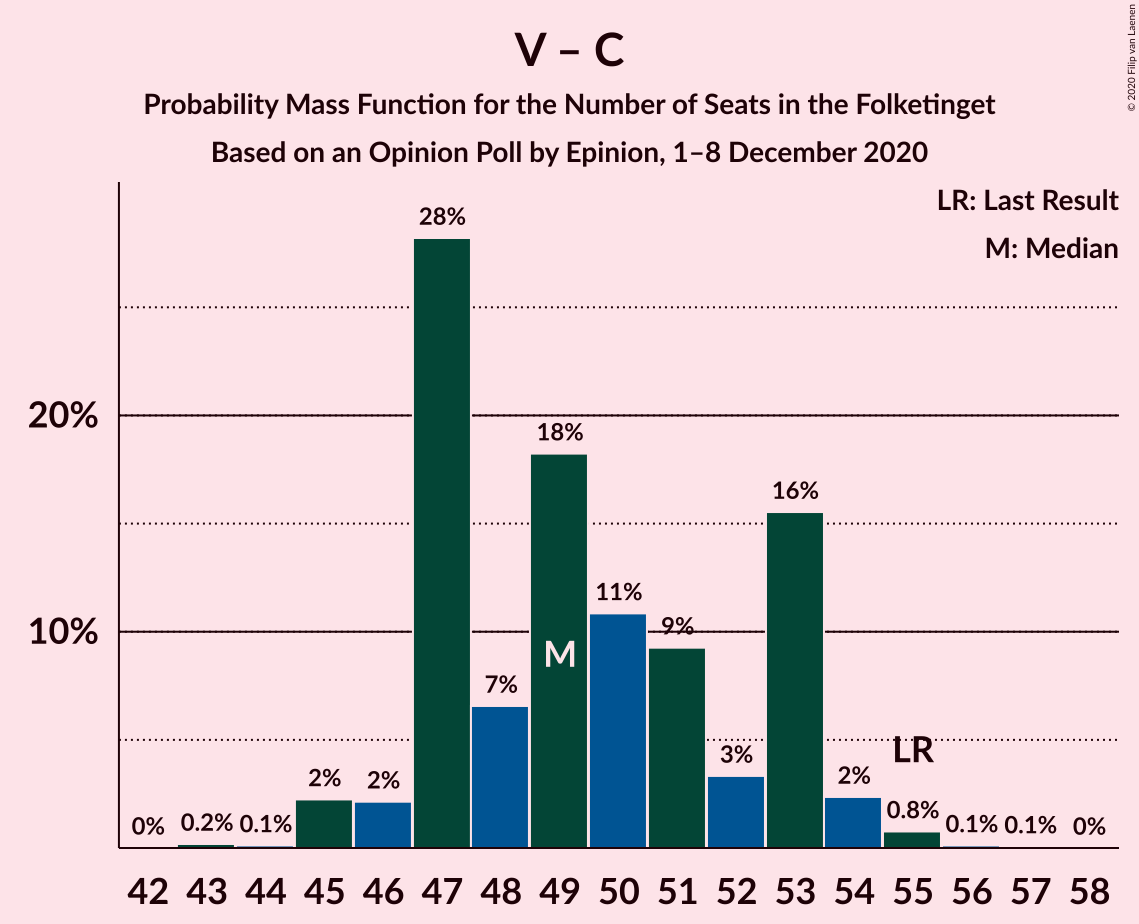 V – C
Probability Mass Function for the Number of Seats in the Folketinget
Based on an Opinion Poll by Epinion, 1–8 December 2020
© 2020 Filip van Laenen
LR: Last Result
M: Median
20%
10%
0%
0.2%
0.1%
2%
2%
28%
7%
18%
M
11%
9%
3%
16%
2%
LR
0.8%
0.1%
0.1%
0%
42 43 44 45 46 47 48 49 50 51 52 53 54 55 56 57 58